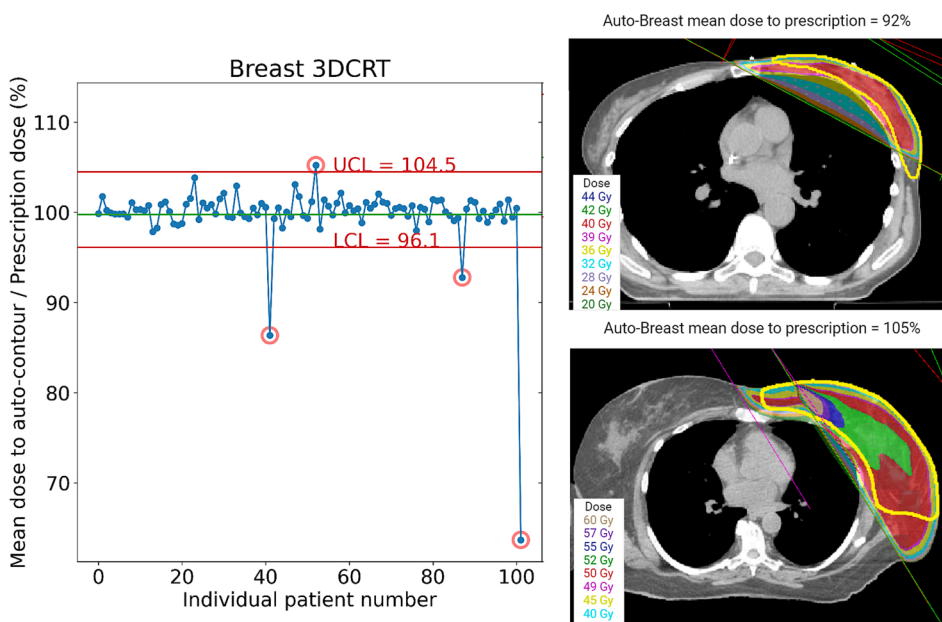 Breast 3DCRT
Mean dose to auto-contour / Prescription dose (%)
110
100
90
80
70
UCL = 104.5
LCL = 96.1
0
20
40
60
80
100
Individual patient number
Auto-Breast mean dose to prescription = 92%
Dose
44 Gy
42 Gy
40 Gy
39 Gy
36 Gy
32 Gy
28 Gy
24 Gy
20 Gy
Auto-Breast mean dose to prescription = 105%
Dose
60 Gy
57 Gy
55 Gy
52 Gy
50 Gy
49 Gy
45 Gy
40 Gy